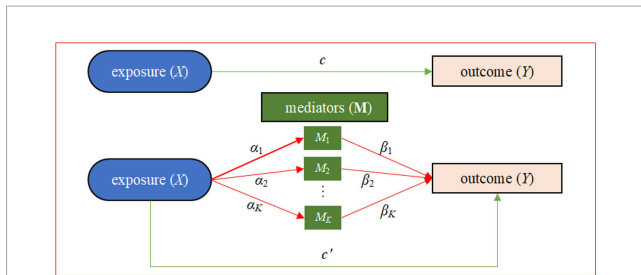 c
exposure (X)
outcome (Y)
mediators (M)
α1
M1
β1
α2
M2
β2
exposure (X)
⋮
outcome (Y)
αK
MK
βK
c′